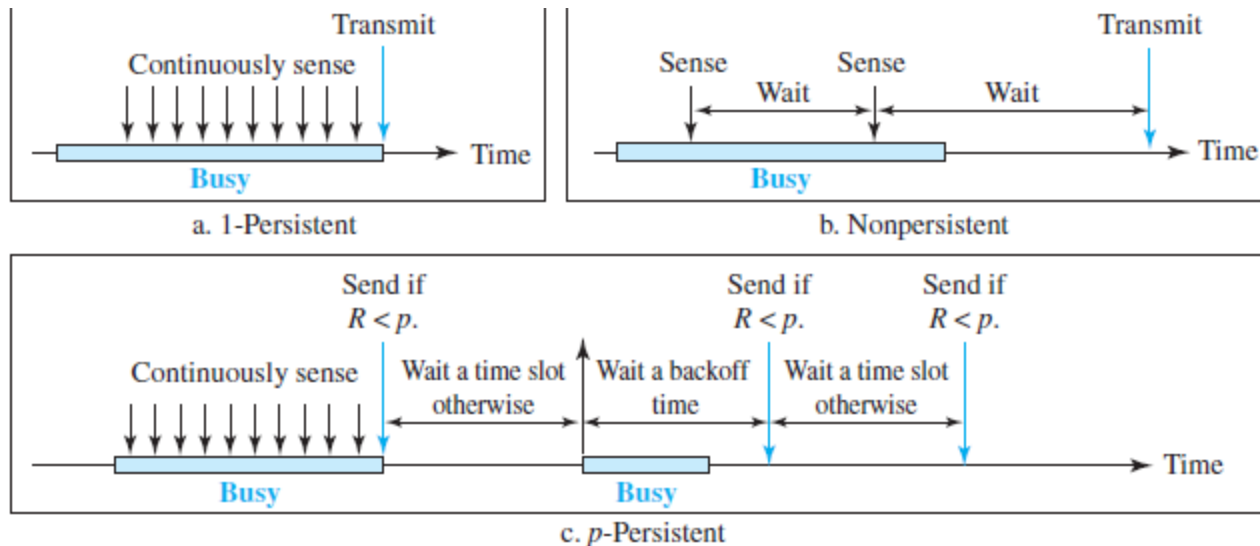 Transmit
Continuously sense
Time
Busy
a. 1-Persistent
Transmit
Sense
Sense
Wait
Wait
Time
Busy
b. Nonpersistent
Send if
R < p.
Send if
R < p.
Send if
R < p.
Continuously sense
Wait a time slot
otherwise
Wait a backoff
time
Wait a time slot
otherwise
Time
Busy
Busy
c. p-Persistent